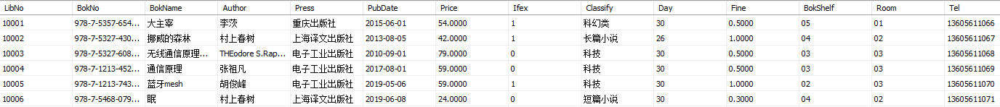 LibNo BokNo BokName Author Press PubDate Price Ifex Classify Day Fine BokShelf Room Tel
10001 978-7-5357-654... 大主宰 李茨 重庆出版社 2015-06-01 54.0000 1 科幻类 30 0.5000 05 01 13605611066
10002 978-7-5327-430... 挪威的森林 村上春树 上海译文出版社 2013-08-05 42.0000 1 长篇小说 26 1.0000 04 02 13605611067
10003 978-7-5327-608... 无线通信原理... THEodore S.Rap... 电子工业出版社 2010-09-01 79.0000 0 科技 30 0.5000 03 03 13605611068
10004 978-7-1213-452... 通信原理 张祖凡 电子工业出版社 2017-08-01 59.0000 0 科技 30 0.5000 03 03 13605611069
10005 978-7-1213-743... 蓝牙mesh 胡俊峰 电子工业出版社 2019-05-06 59.0000 1 科技 30 1.0000 02 03 13605611070
10006 978-7-5468-079... 眠 村上春树 上海译文出版社 2019-06-08 24.0000 0 短篇小说 30 0.3000 04 02 13605611071